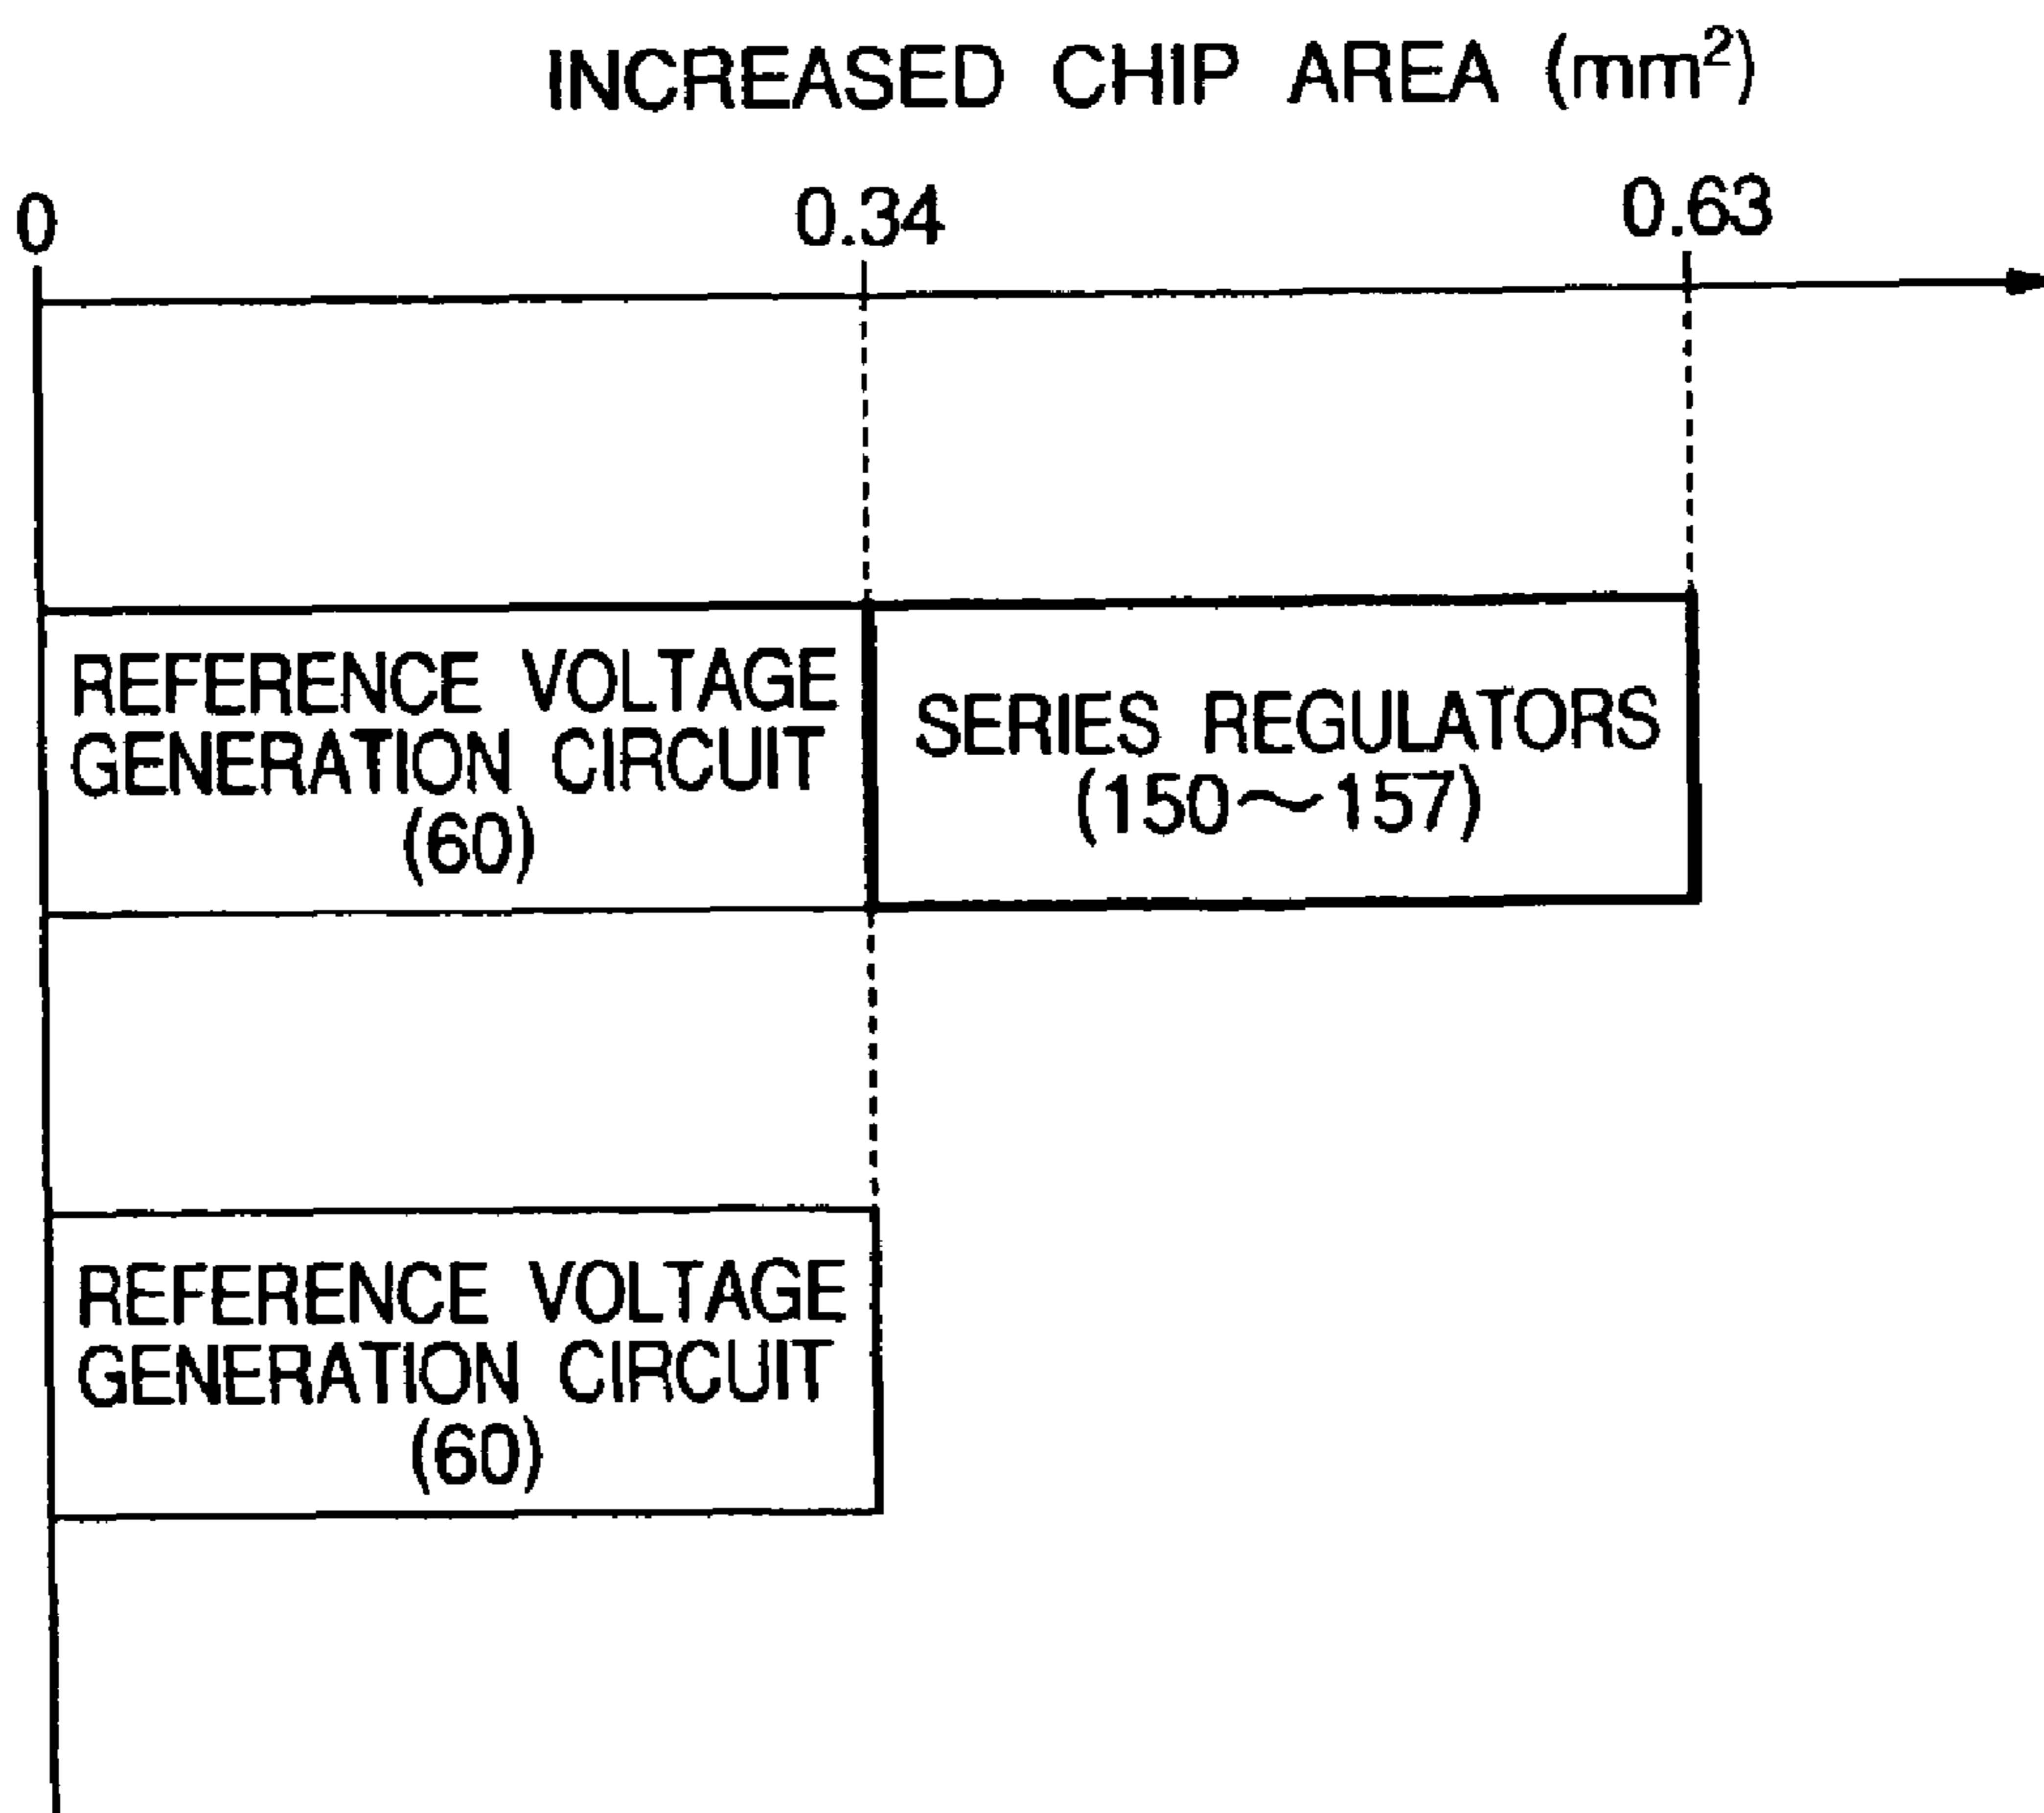 INCREASED CHIP AREA (mm²)
0 0.34 0.63
REFERENCE VOLTAGE
GENERATION CIRCUIT
(60)
SERIES REGULATORS
(150～157)
REFERENCE VOLTAGE
GENERATION CIRCUIT
(60)